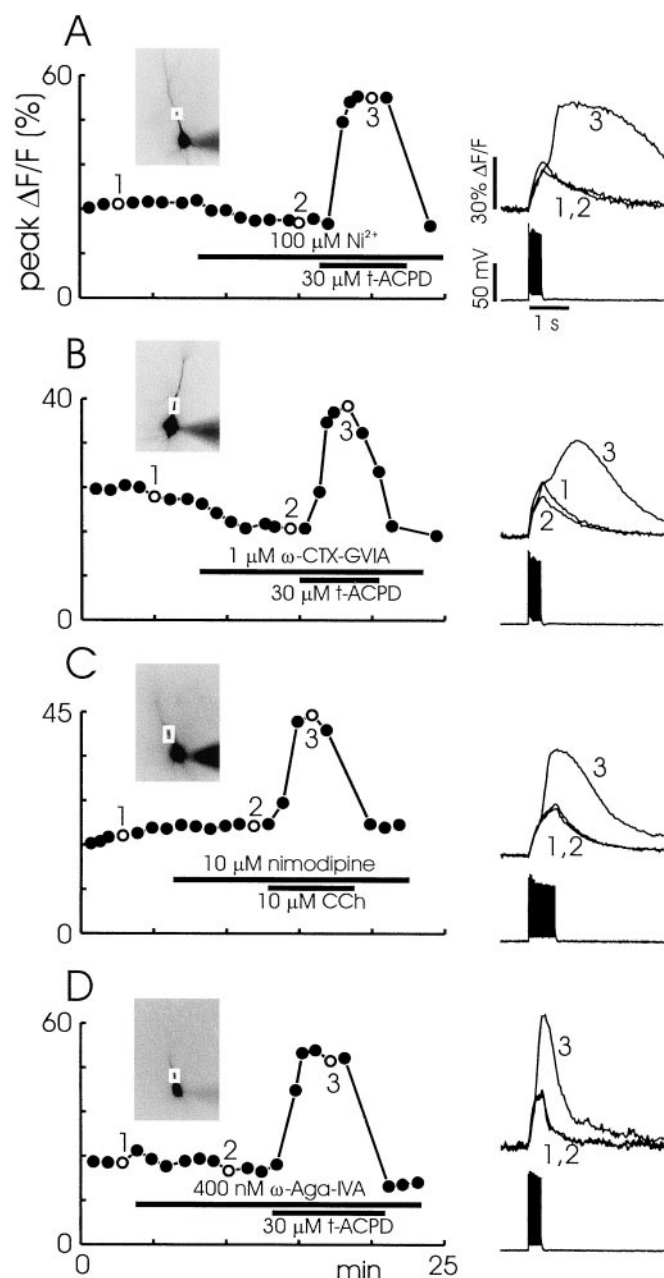 A
60
peak ΔF/F (%)
1
2
3
100 μM Ni²⁺
30 μM t-ACPD
0
30% ΔF/F
3
1,2
50 mV
1 s
B
40
1
2
3
1 μM ω-CTX-GVIA
30 μM t-ACPD
0
3
1
2
C
45
1
2
3
10 μM nimodipine
10 μM CCh
0
3
1,2
D
60
1
2
3
400 nM ω-Aga-IVA
30 μM t-ACPD
0
3
1,2
0 min 25